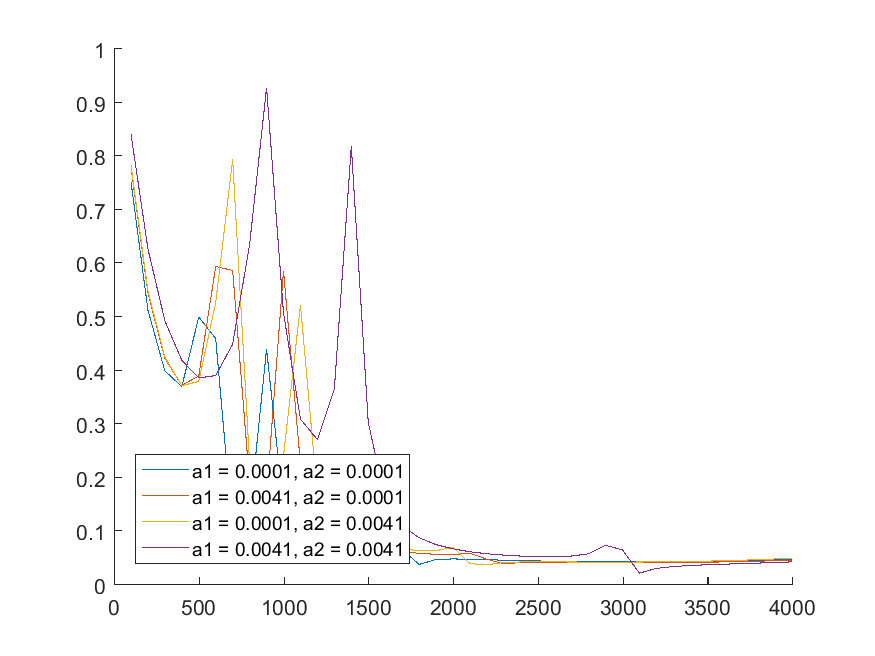 1
0.9
0.8
0.7
0.6
0.5
0.4
0.3
0.2
0.1
0
a1 = 0.0001, a2 = 0.0001
a1 = 0.0041, a2 = 0.0001
a1 = 0.0001, a2 = 0.0041
a1 = 0.0041, a2 = 0.0041
0 500 1000 1500 2000 2500 3000 3500 4000